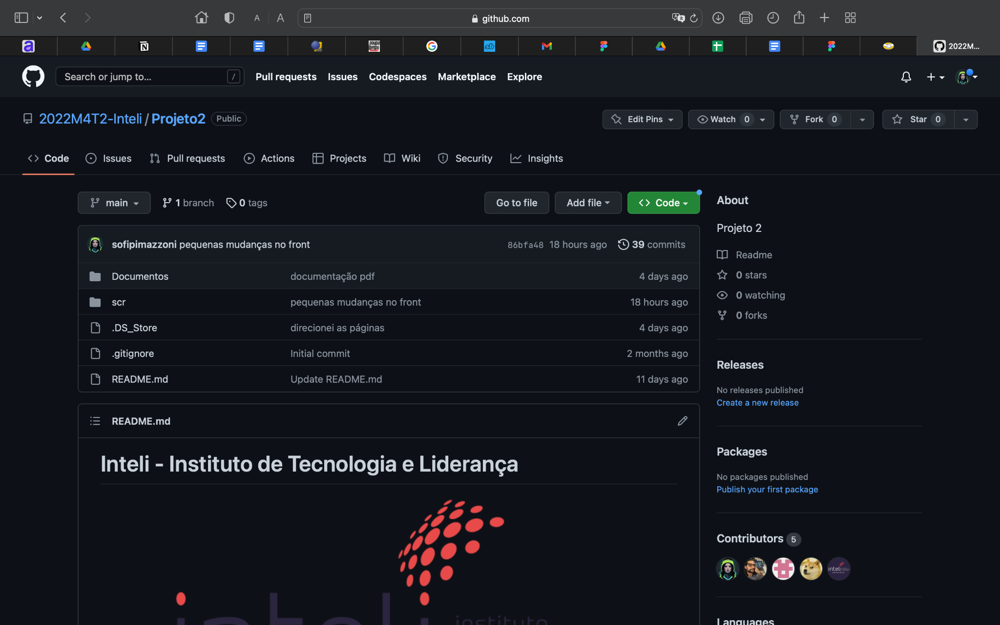 A A github.com
a N G sb 2022M...
Search or jump to... / Pull requests Issues Codespaces Marketplace Explore
2022M4T2-Inteli / Projeto2 Public Edit Pins Watch 0 Fork 0 Star 0
Code Issues Pull requests Actions Projects Wiki Security Insights
main 1 branch 0 tags Go to file Add file Code
sofipimazzoni pequenas mudanças no front 86bfa48 18 hours ago 39 commits
Documentos documentação pdf 4 days ago
scr pequenas mudanças no front 18 hours ago
.DS_Store direcionei as páginas 4 days ago
.gitignore Initial commit 2 months ago
README.md Update README.md 11 days ago
README.md
Inteli - Instituto de Tecnologia e Liderança
inteli instituto
About
Projeto 2
Readme
0 stars
0 watching
0 forks
Releases
No releases published
Create a new release
Packages
No packages published
Publish your first package
Contributors 5
inteli
Languages